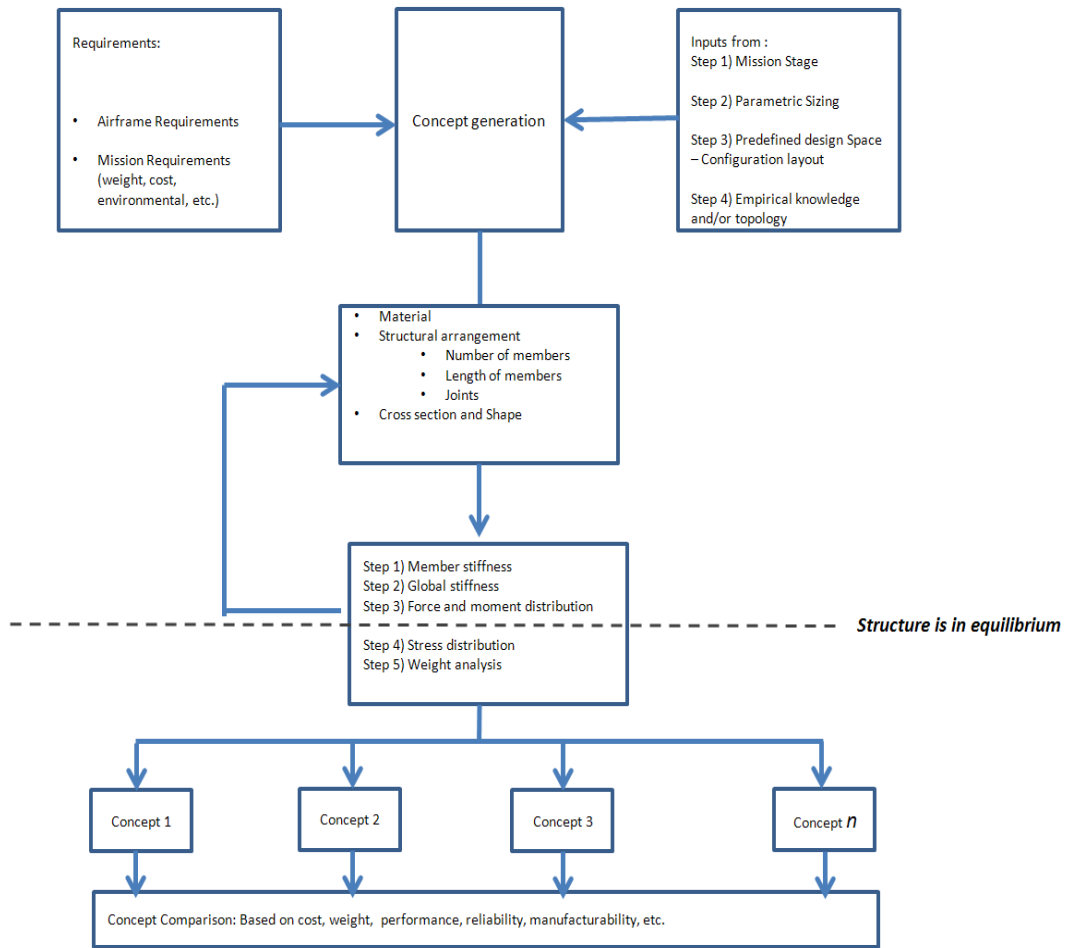 Requirements:
• Airframe Requirements
• Mission Requirements
(weight, cost,
environmental, etc.)
Concept generation
Inputs from :
Step 1) Mission Stage
Step 2) Parametric Sizing
Step 3) Predefined design Space
– Configuration layout
Step 4) Empirical knowledge
and/or topology
• Material
• Structural arrangement
• Number of members
• Length of members
• Joints
• Cross section and Shape
Step 1) Member stiffness
Step 2) Global stiffness
Step 3) Force and moment distribution
Structure is in equilibrium
Step 4) Stress distribution
Step 5) Weight analysis
Concept 1
Concept 2
Concept 3
Concept n
Concept Comparison: Based on cost, weight, performance, reliability, manufacturability, etc.